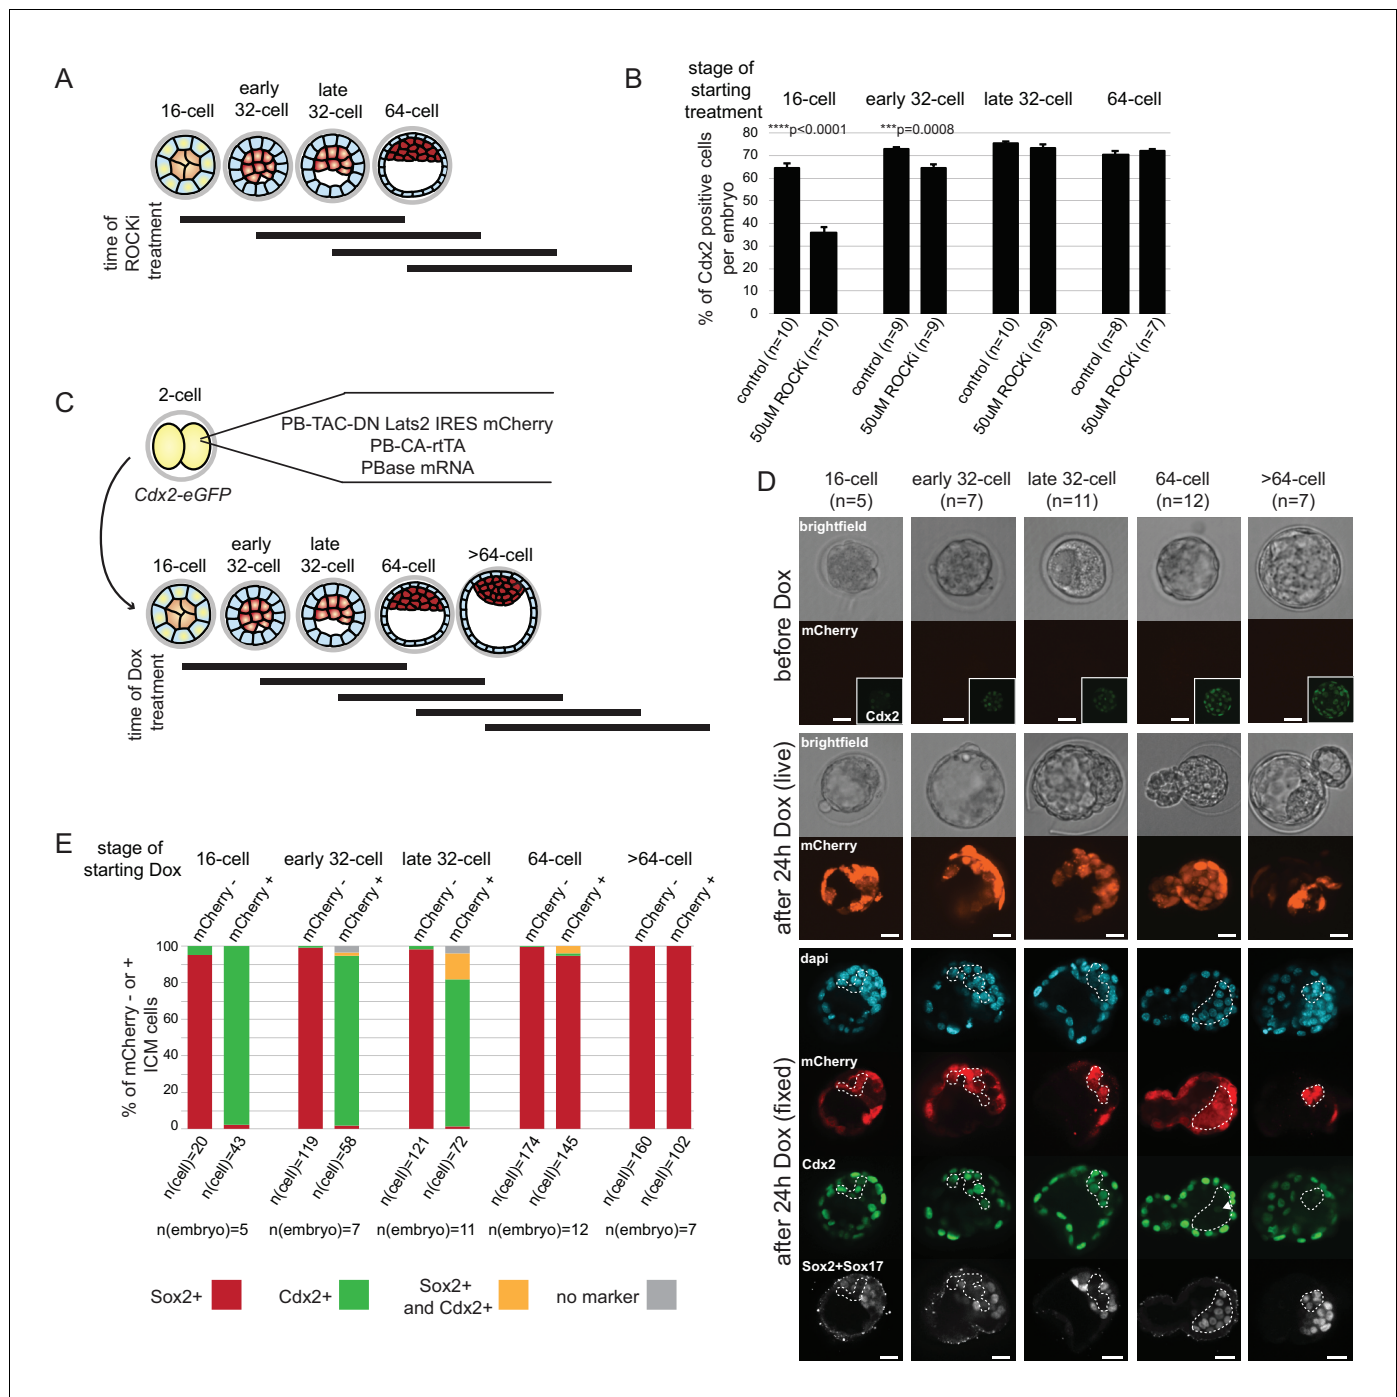 A
16-cell
early
32-cell
late
32-cell
64-cell
time of
ROCKi
treatment
B
stage of
starting
treatment
16-cell
early 32-cell
late 32-cell
64-cell
****p<0.0001
***p=0.0008
% of Cdx2 positive cells
per embryo
80
70
60
50
40
30
20
10
0
control (n=10)
50uM ROCKi (n=10)
control (n=9)
50uM ROCKi (n=9)
control (n=10)
50uM ROCKi (n=9)
control (n=8)
50uM ROCKi (n=7)
C
2-cell
PB-TAC-DN Lats2 IRES mCherry
PB-CA-rtTA
PBase mRNA
Cdx2-eGFP
16-cell
early
32-cell
late
32-cell
64-cell
>64-cell
time of Dox
treatment
D
16-cell
(n=5)
early 32-cell
(n=7)
late 32-cell
(n=11)
64-cell
(n=12)
>64-cell
(n=7)
before Dox
brightfield
mCherry
Cdx2
after 24h Dox (live)
brightfield
mCherry
after 24h Dox (fixed)
dapi
mCherry
Cdx2
Sox2+Sox17
E
stage of
starting Dox
16-cell
early 32-cell
late 32-cell
64-cell
>64-cell
mCherry -
mCherry +
mCherry -
mCherry +
mCherry -
mCherry +
mCherry -
mCherry +
mCherry -
mCherry +
% of mCherry - or +
ICM cells
100
80
60
40
20
0
n(cell)=20
n(cell)=43
n(cell)=119
n(cell)=58
n(cell)=121
n(cell)=72
n(cell)=174
n(cell)=145
n(cell)=160
n(cell)=102
n(embryo)=5
n(embryo)=7
n(embryo)=11
n(embryo)=12
n(embryo)=7
Sox2+
Cdx2+
Sox2+
and Cdx2+
no marker